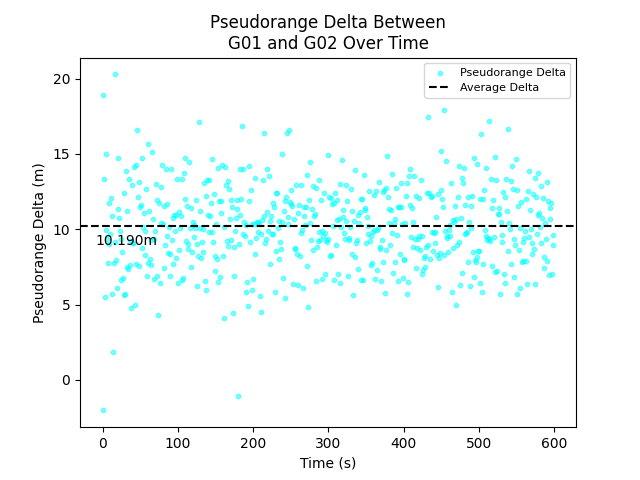 Pseudorange Delta Between
G01 and G02 Over Time
Pseudorange Delta
Average Delta
20
15
10
5
0
Pseudorange Delta (m)
10.190m
0 100 200 300 400 500 600
Time (s)